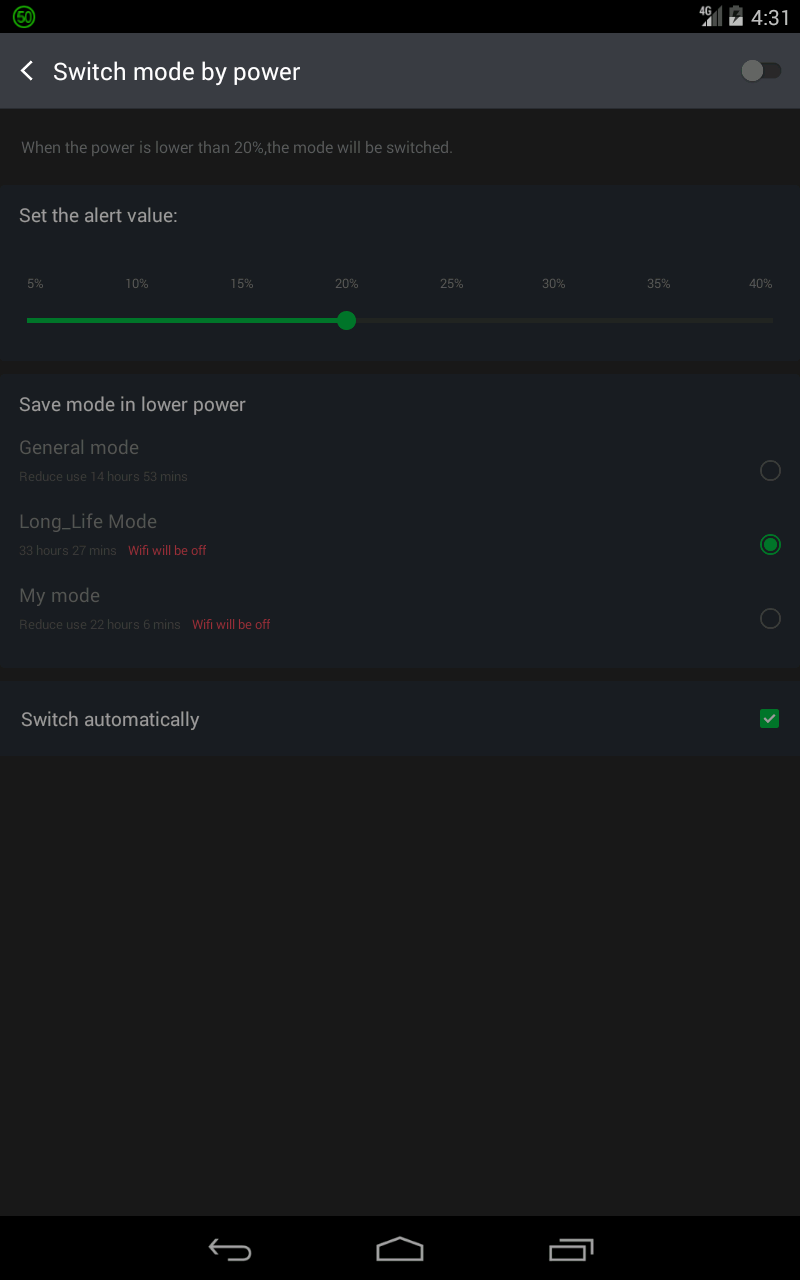 50
4G
4:31
Switch mode by power
When the power is lower than 20%,the mode will be switched.
Set the alert value:
5% 10% 15% 20% 25% 30% 35% 40%
Save mode in lower power
General mode
Reduce use 14 hours 53 mins
Long_Life Mode
33 hours 27 mins Wifi will be off
My mode
Reduce use 22 hours 6 mins Wifi will be off
Switch automatically